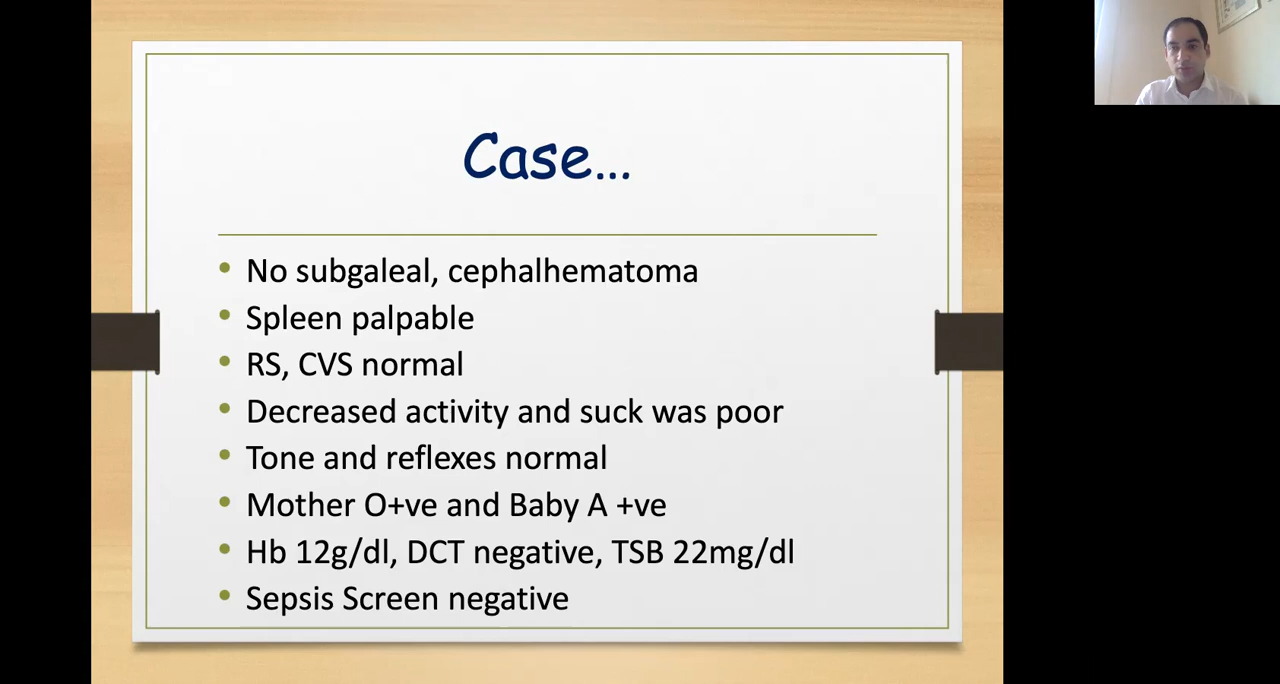 Case...
No subgaleal, cephalhematoma
Spleen palpable
RS, CVS normal
Decreased activity and suck was poor
Tone and reflexes normal
Mother O+ve and Baby A +ve
Hb 12g/dl, DCT negative, TSB 22mg/dl
Sepsis Screen negative